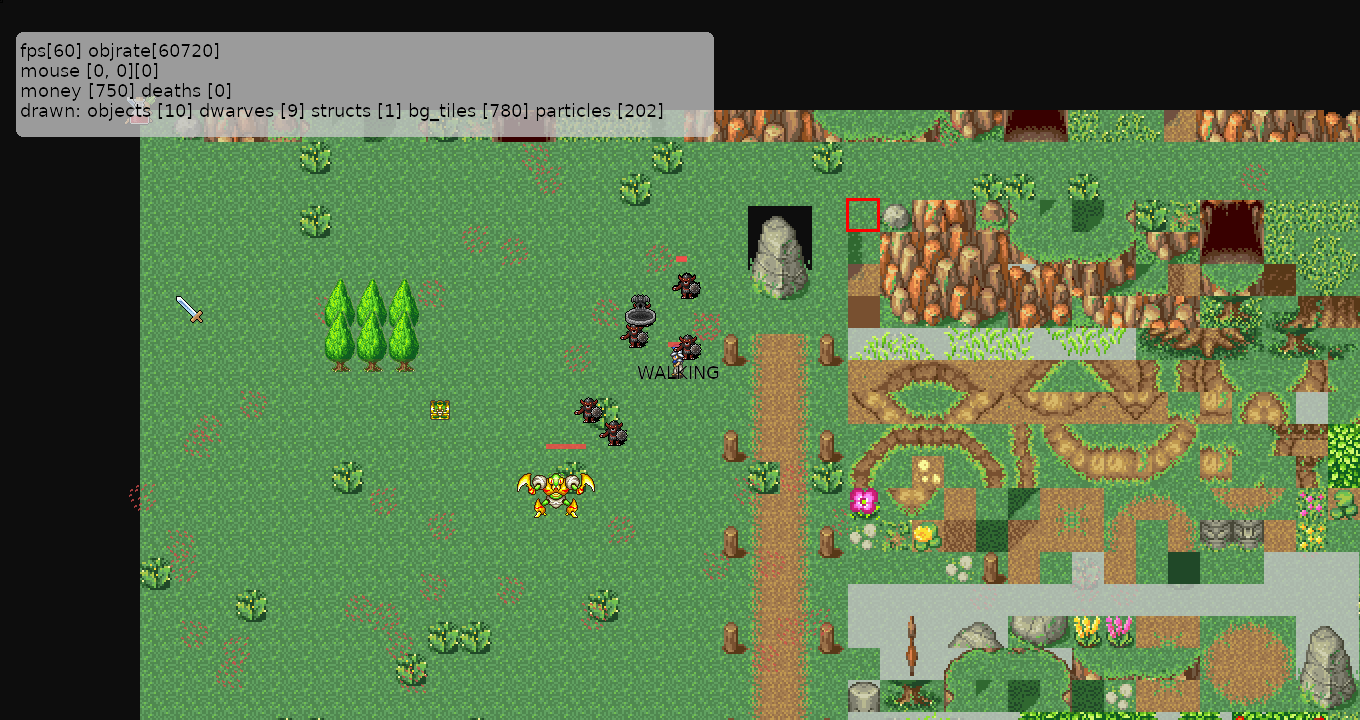 fps[60] objrate[60720]
mouse [0, 0][0]
money [750] deaths [0]
drawn: objects [10] dwarves [9] structs [1] bg_tiles [780] particles [202]
WALKING